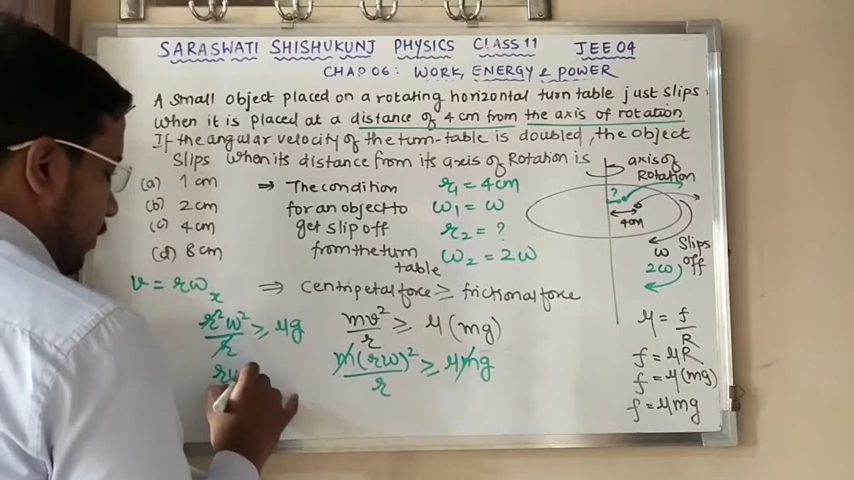 SARASWATI SHISHUKUNJ PHYSICS CLASS 11 JEE 04
CHAP 06: WORK, ENERGY & POWER
A small object placed on a rotating horizontal turn table just slips
when it is placed at a distance of 4 cm from the axis of rotation
If the angular velocity of the turn-table is doubled, the object
slips when its distance from its axis of Rotation is
(a) 1 cm
(b) 2 cm
(c) 4 cm
(d) 8 cm
⇒ The condition
for an object to
get slip off
from the turn
table
r₁ = 4 cm
ω₁ = ω
r₂ = ?
ω₂ = 2ω
axis of
Rotation
?
4cm
ω
2ω
Slips
off
v = rω
⇒ Centripetal force ≥ frictional force
r²ω²/r ≥ μg
mv²/r ≥ μ(mg)
m(rω)²/r ≥ μmg
μ = f/R
f = μR
f = μ(mg)
f = μmg